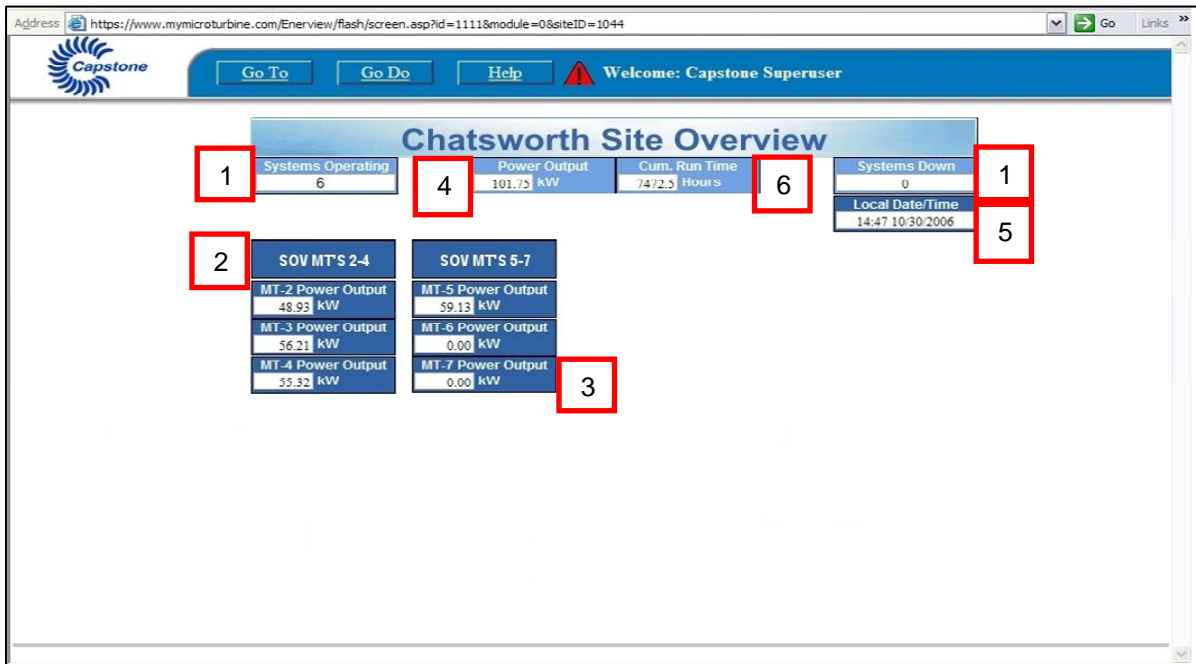 Address https://www.mymicroturbine.com/Enerview/flash/screen.asp?id=1111&module=0&siteID=1044 Go Links »
Capstone Go To Go Do Help Welcome: Capstone Superuser
Chatsworth Site Overview
1 Systems Operating 4 Power Output Cum. Run Time 6 Systems Down 1
6 101.75 kW 7472.5 Hours 0
Local Date/Time
14:47 10/30/2006 5
2 SOV MT'S 2-4 SOV MT'S 5-7
MT-2 Power Output MT-5 Power Output
48.93 kW 59.13 kW
MT-3 Power Output MT-6 Power Output
56.21 kW 0.00 kW
MT-4 Power Output MT-7 Power Output 3
55.32 kW 0.00 kW